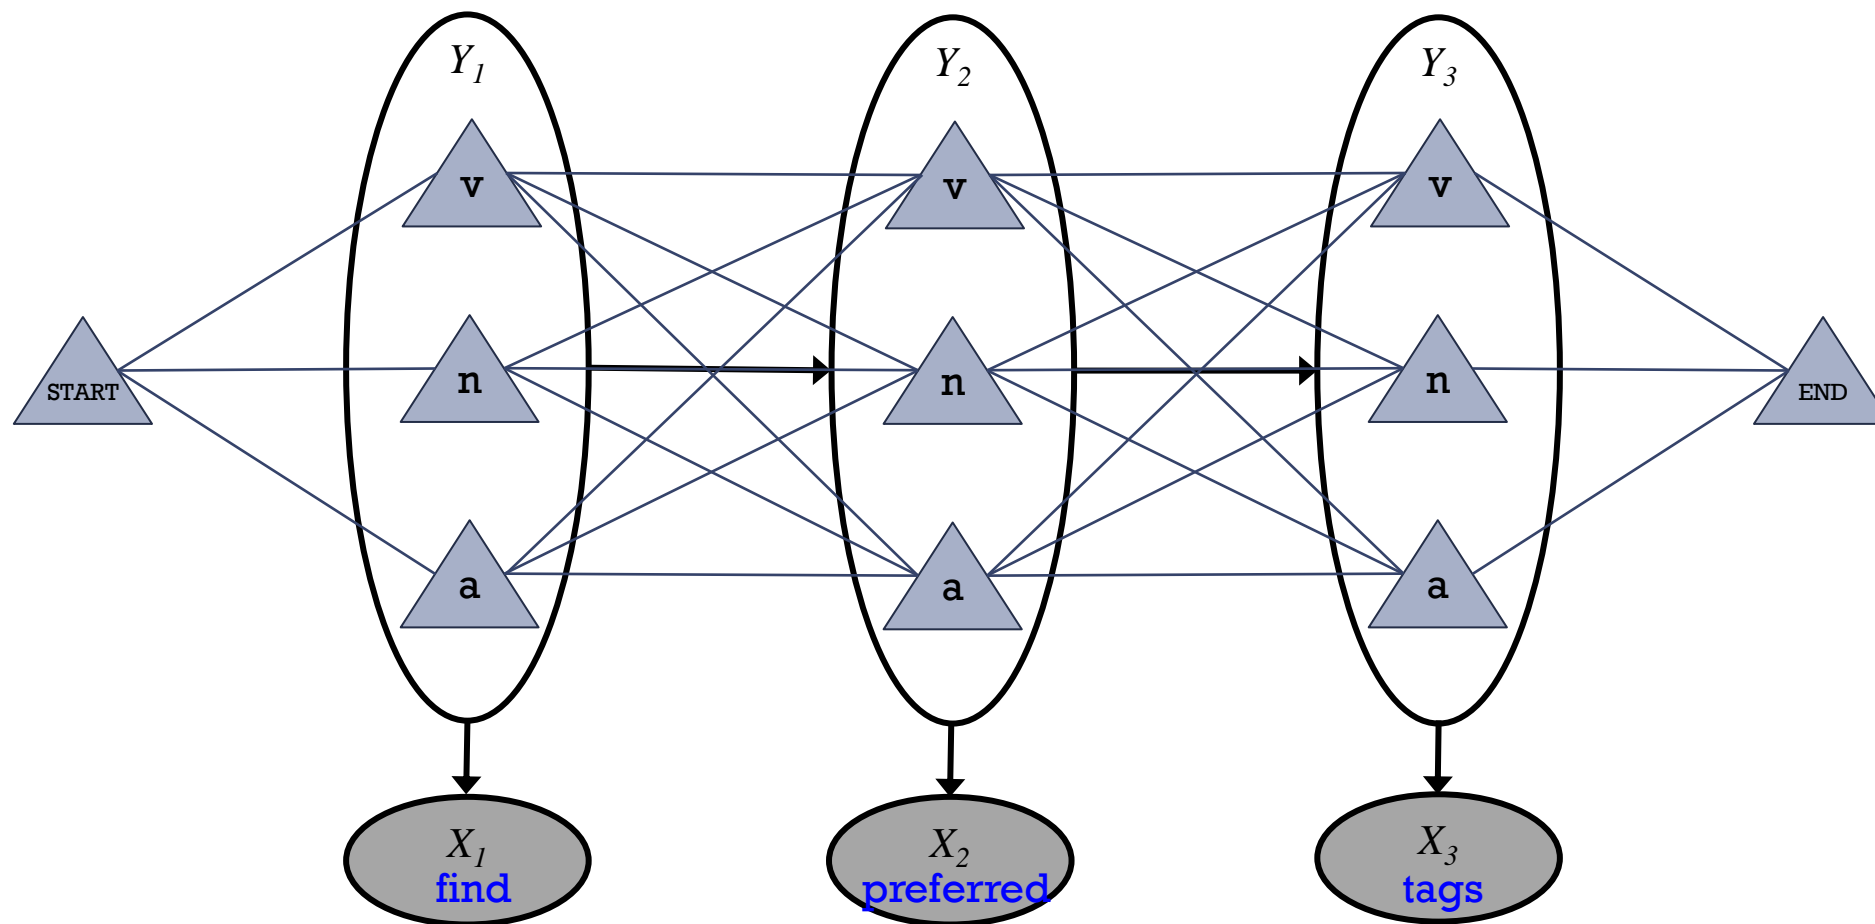 Y1 Y2 Y3
v v v
START n n n END
a a a
X1 X2 X3
find preferred tags